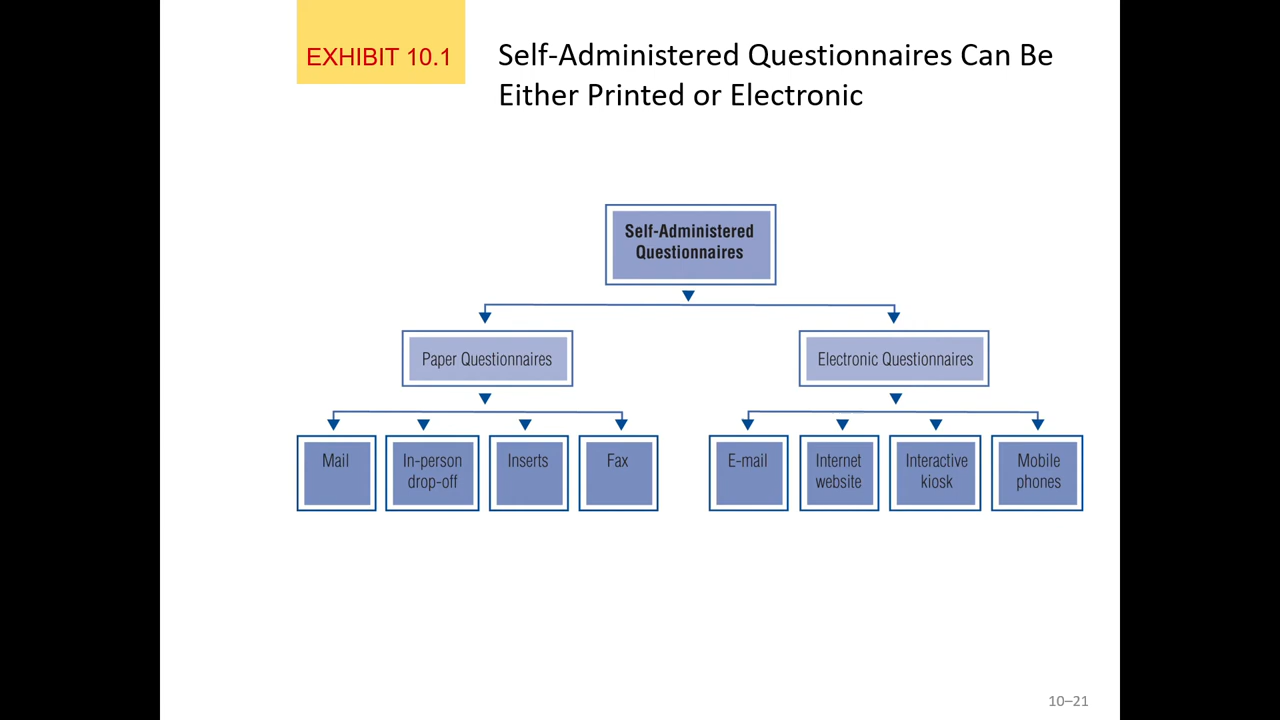 EXHIBIT 10.1
Self-Administered Questionnaires Can Be
Either Printed or Electronic
Self-Administered
Questionnaires
Paper Questionnaires
Electronic Questionnaires
Mail
In-person
drop-off
Inserts
Fax
E-mail
Internet
website
Interactive
kiosk
Mobile
phones
10–21